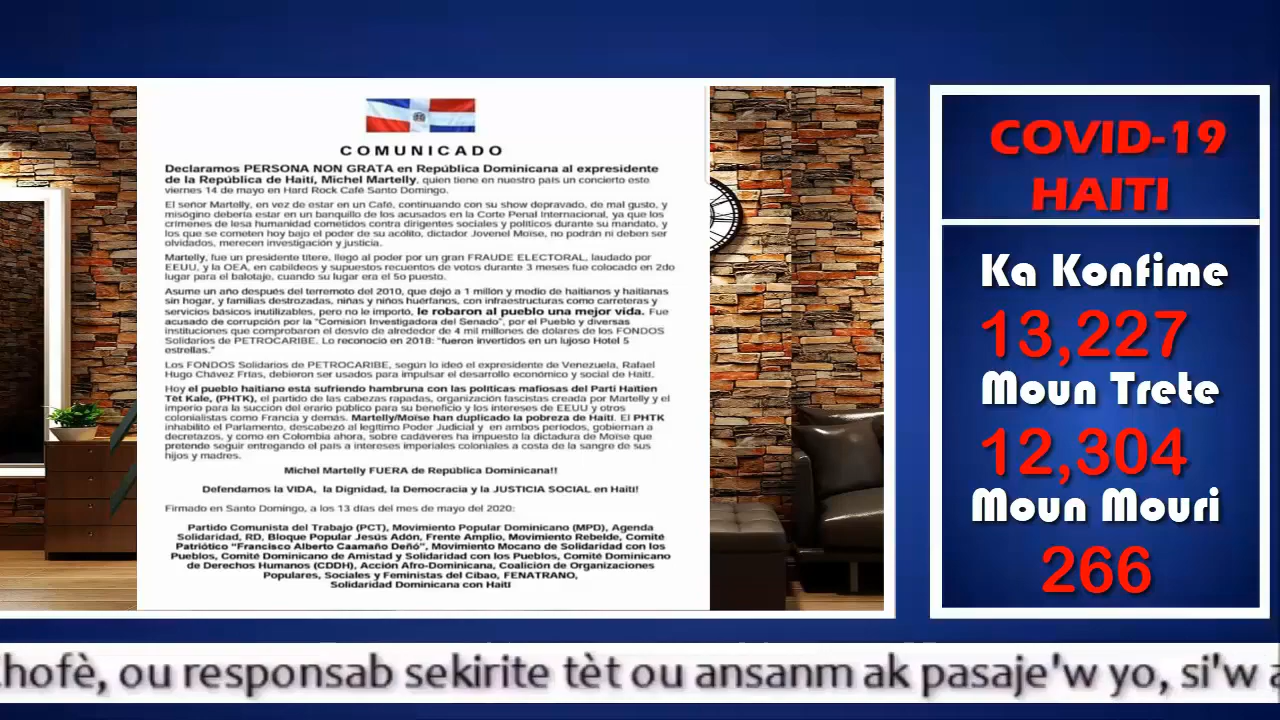 COMUNICADO
Declaramos PERSONA NON GRATA en República Dominicana al expresidente
de la República de Haití, Michel Martelly, quien tiene en nuestro país un concierto este
viernes 14 de mayo en Hard Rock Café Santo Domingo.
El señor Martelly, en vez de estar en un Café, continuando con su show depravado, de mal gusto, y
misógino debería estar en un banquillo de los acusados en la Corte Penal Internacional, ya que los
crímenes de lesa humanidad cometidos contra dirigentes sociales y políticos durante su mandato, y
los que se cometen hoy bajo el poder de su acólito, dictador Jovenel Moïse, no podrán ni deben ser
olvidados, merecen investigación y justicia.
Martelly, fue un presidente títere, llegó al poder por un gran FRAUDE ELECTORAL, laudado por
EEUU, y la OEA, en cabildeos y supuestos recuentos de votos durante 3 meses fue colocado en 2do
lugar para el balotaje, cuando su lugar era el 5o puesto.
Asume un año después del terremoto del 2010, que dejó a 1 millón y medio de haitianos y haitianas
sin hogar, y familias destrozadas, niñas y niños huérfanos, con infraestructuras como carreteras y
servicios básicos inutilizables, pero no le importó, le robaron al pueblo una mejor vida. Fue
acusado de corrupción por la "Comisión Investigadora del Senado", por el Pueblo y diversas
instituciones que comprobaron el desvío de alrededor de 4 mil millones de dólares de los FONDOS
Solidarios de PETROCARIBE. Lo reconoció en 2018: "fueron invertidos en un lujoso Hotel 5
estrellas."
Los FONDOS Solidarios de PETROCARIBE, según lo ideó el expresidente de Venezuela, Rafael
Hugo Chávez Frías, debieron ser usados para impulsar el desarrollo económico y social de Haití.
Hoy el pueblo haitiano está sufriendo hambruna con las políticas mafiosas del Parti Haïtien
Tèt Kale, (PHTK), el partido de las cabezas rapadas, organización fascistas creada por Martelly y el
imperio para la succión del erario público para su beneficio y los intereses de EEUU y otros
colonialistas como Francia y demás. Martelly/Moïse han duplicado la pobreza de Haití. El PHTK
inhabilitó el Parlamento, descabezó al legítimo Poder Judicial y en ambos períodos, gobiernan a
decretazos, y como en Colombia ahora, sobre cadáveres ha impuesto la dictadura de Moïse que
pretende seguir entregando el país a intereses imperiales coloniales a costa de la sangre de sus
hijos y madres.
Michel Martelly FUERA de República Dominicana!!
Defendamos la VIDA, la Dignidad, la Democracia y la JUSTICIA SOCIAL en Haití!
Firmado en Santo Domingo, a los 13 días del mes de mayo del 2020:
Partido Comunista del Trabajo (PCT), Movimiento Popular Dominicano (MPD), Agenda
Solidaridad, RD, Bloque Popular Jesús Adón, Frente Amplio, Movimiento Rebelde, Comité
Patriótico "Francisco Alberto Caamaño Deñó", Movimiento Mocano de Solidaridad con los
Pueblos, Comité Dominicano de Amistad y Solidaridad con los Pueblos, Comité Dominicano
de Derechos Humanos (CDDH), Acción Afro-Dominicana, Coalición de Organizaciones
Populares, Sociales y Feministas del Cibao, FENATRANO,
Solidaridad Dominicana con Haití
COVID-19
HAITI
Ka Konfime
13,227
Moun Trete
12,304
Moun Mouri
266
hofè, ou responsab sekirite tèt ou ansanm ak pasaje'w yo, si'w